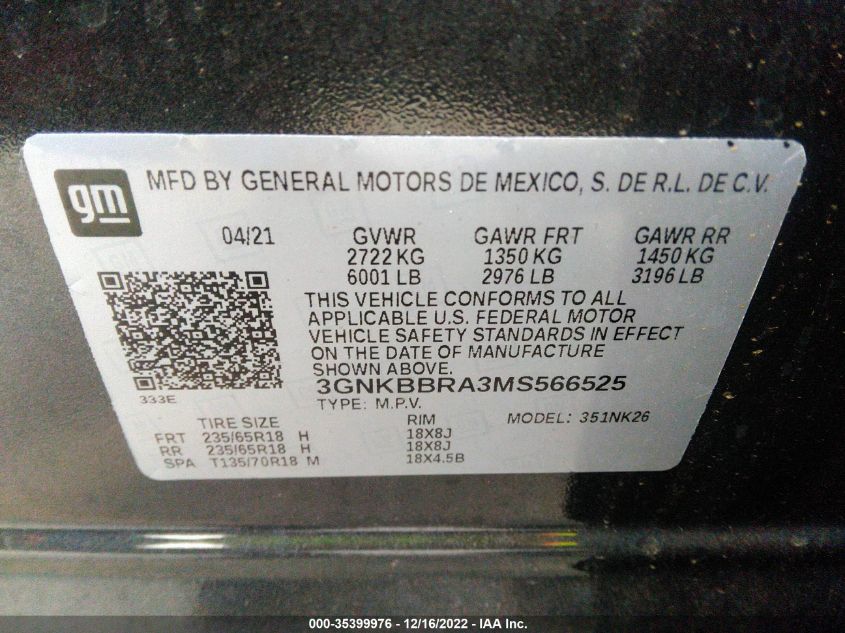 gm MFD BY GENERAL MOTORS DE MEXICO, S. DE R.L. DE C.V.
04/21 GVWR GAWR FRT GAWR RR
2722 KG 1350 KG 1450 KG
6001 LB 2976 LB 3196 LB
THIS VEHICLE CONFORMS TO ALL
APPLICABLE U.S. FEDERAL MOTOR
VEHICLE SAFETY STANDARDS IN EFFECT
ON THE DATE OF MANUFACTURE
SHOWN ABOVE.
333E 3GNKBBRA3MS566525
TYPE: M.P.V.
TIRE SIZE RIM MODEL: 351NK26
FRT 235/65R18 H 18X8J
RR 235/65R18 H 18X8J
SPA T135/70R18 M 18X4.5B
000-35399976 - 12/16/2022 - IAA Inc.